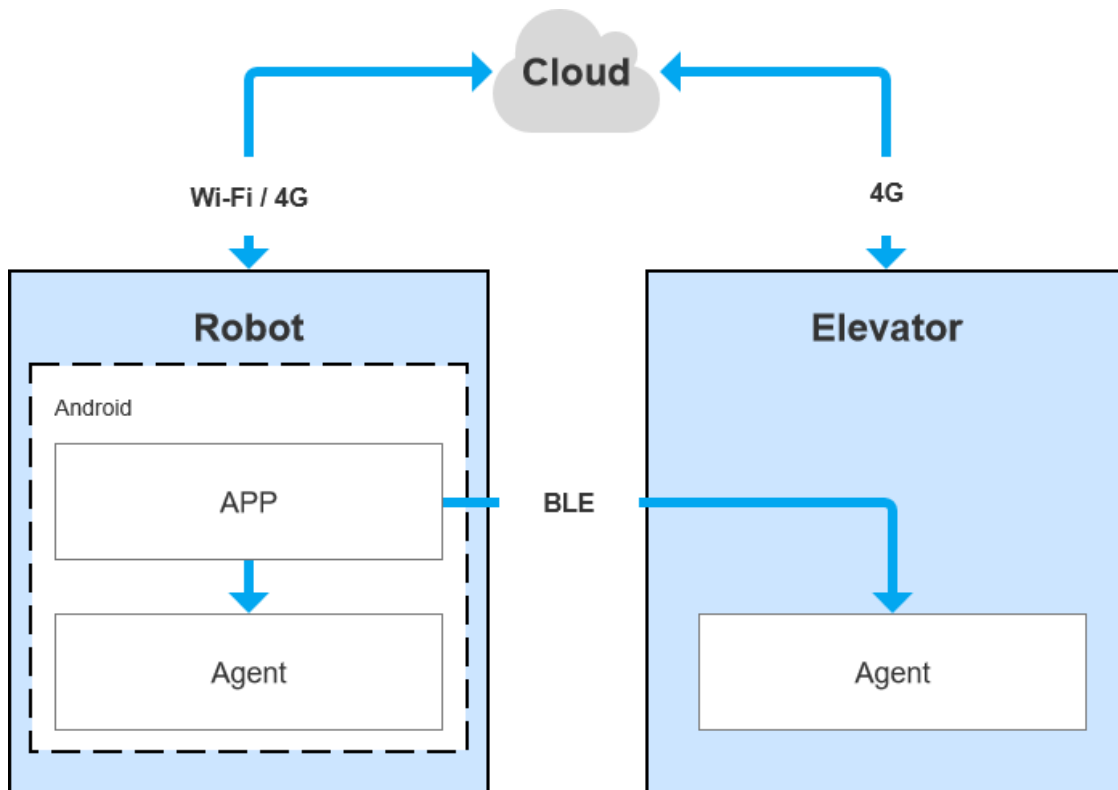 Cloud
Wi-Fi / 4G
4G
Robot
Elevator
Android
APP
BLE
Agent
Agent